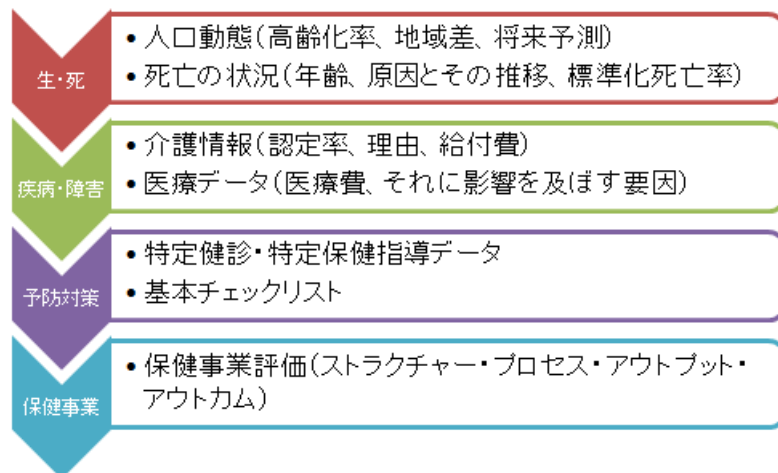 生・死
• 人口動態(高齢化率、地域差、将来予測)
• 死亡の状況(年齢、原因とその推移、標準化死亡率)
疾病・障害
• 介護情報(認定率、理由、給付費)
• 医療データ(医療費、それに影響を及ぼす要因)
予防対策
• 特定健診・特定保健指導データ
• 基本チェックリスト
保健事業
• 保健事業評価(ストラクチャー・プロセス・アウトプット・
アウトカム)